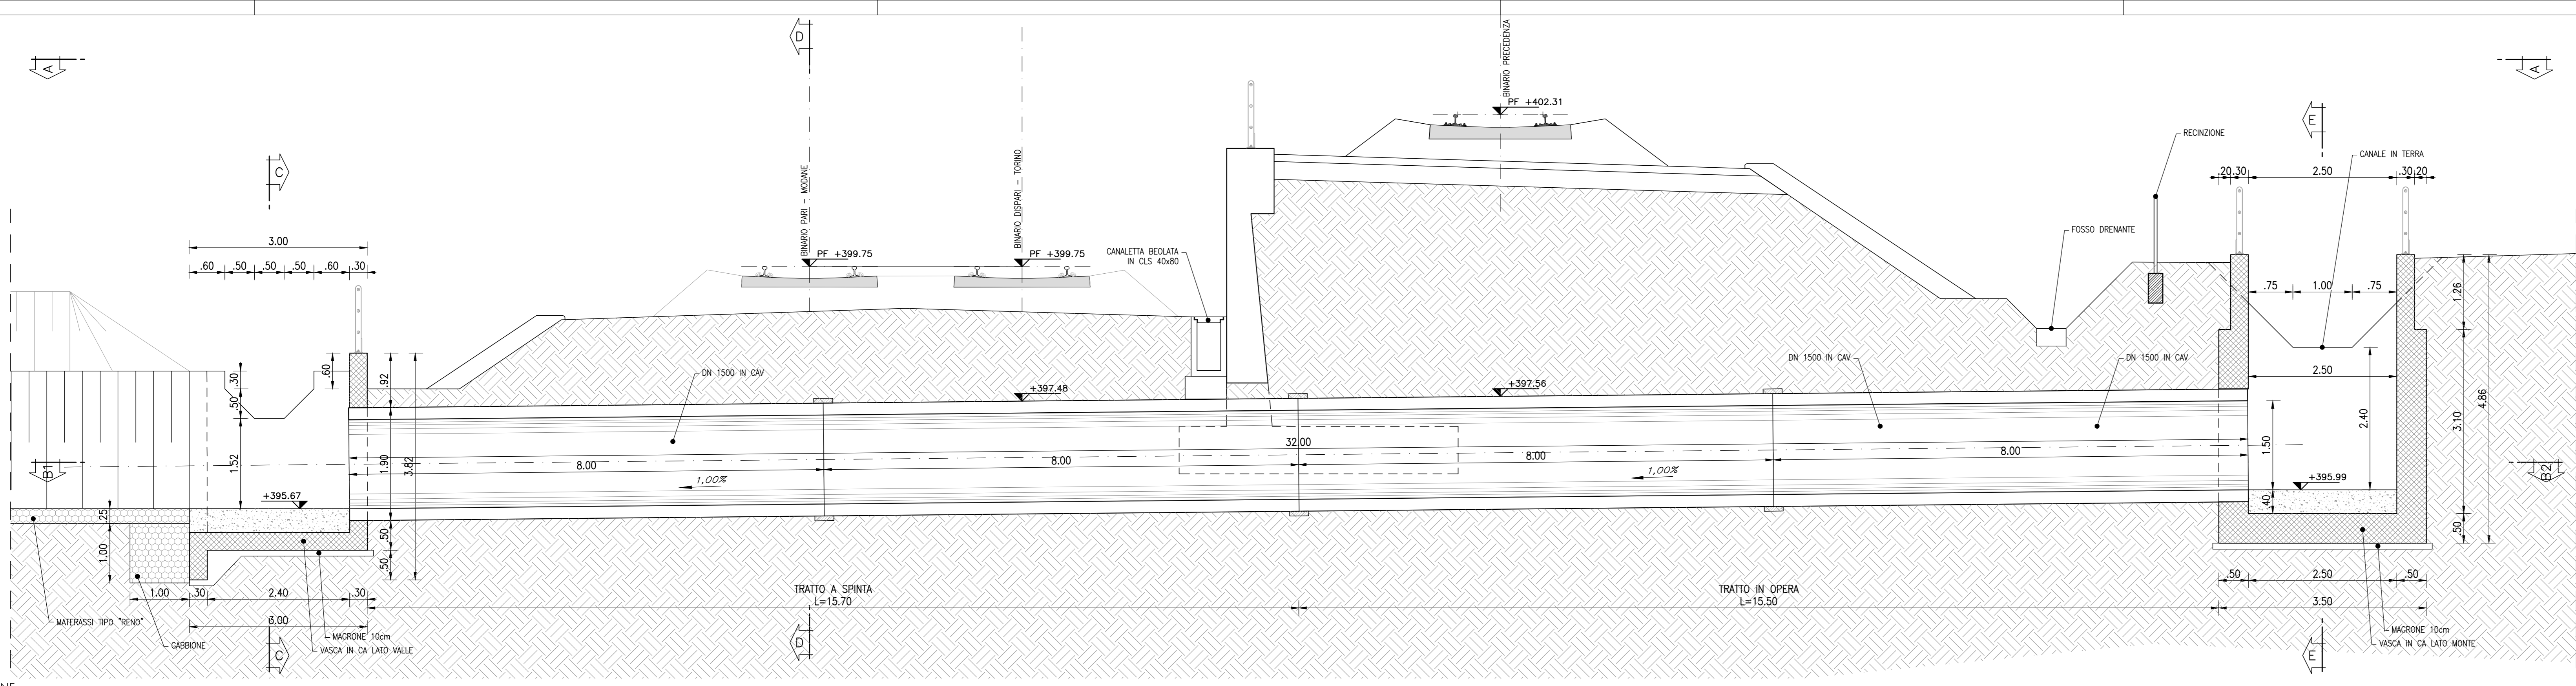 A
D
BINARIO PRECEDENZA
A
PF +402.31
E
RECINZIONE
CANALE IN TERRA
C
BINARIO PARI - MODANE
BINARIO DISPARI - TORINO
.20
.30
2.50
.30
.20
3.00
FOSSO DRENANTE
PF +399.75
PF +399.75
CANALETTA BEOLATA
IN CLS 40x80
.60
.50
.50
.50
.60
.30
.75
1.00
.75
1.26
DN 1500 IN CAV
DN 1500 IN CAV
DN 1500 IN CAV
.30
.50
.60
.92
+397.48
+397.56
2.50
2.40
4.86
3.10
1.50
1.52
1.90
3.82
32.00
8.00
8.00
8.00
8.00
B1
B2
1,00%
1,00%
+395.67
+395.99
.40
.25
1.00
.50
.50
.50
TRATTO A SPINTA
L=15.70
TRATTO IN OPERA
L=15.50
1.00
.30
2.40
.30
.50
2.50
.50
3.50
3.00
MATERASSI TIPO "RENO"
GABBIONE
MAGRONE 10cm
VASCA IN CA LATO VALLE
MAGRONE 10cm
VASCA IN CA LATO MONTE
C
D
E